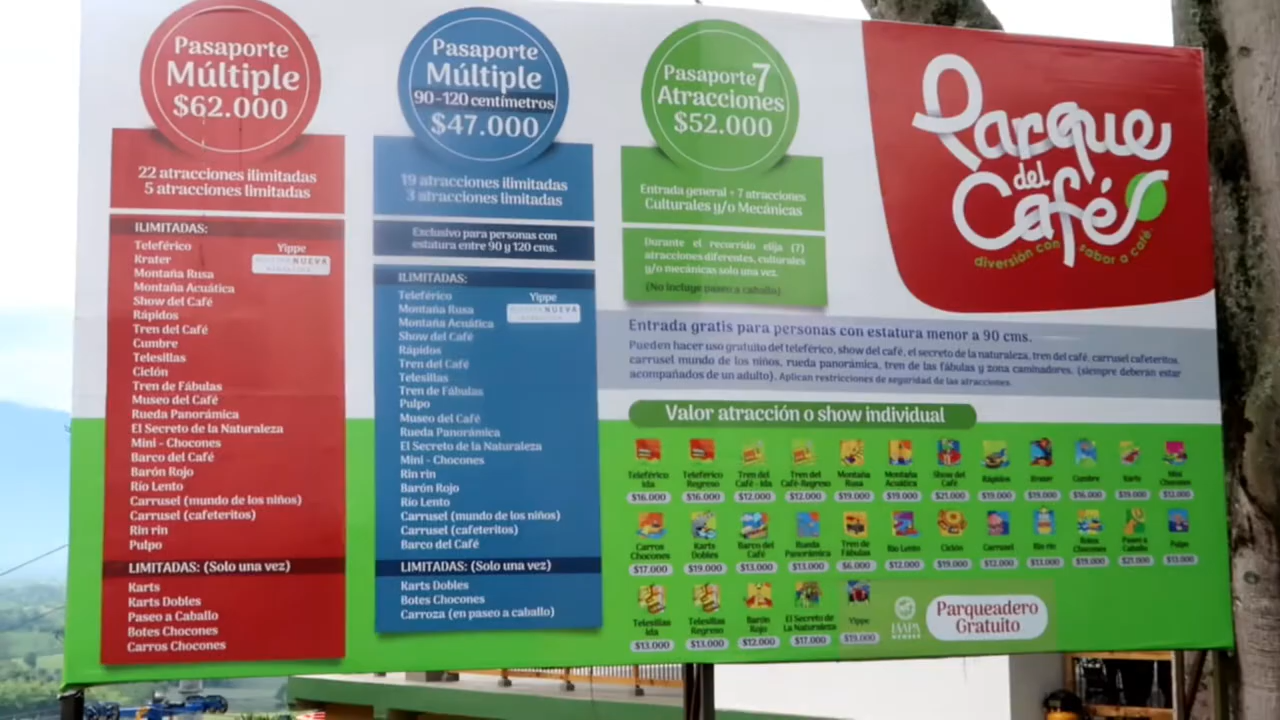 Pasaporte
Múltiple
$62.000
22 atracciones ilimitadas
5 atracciones limitadas
ILIMITADAS:
Teleférico
Krater
Montaña Rusa
Montaña Acuática
Show del Café
Rápidos
Tren del Café
Cumbre
Telesillas
Ciclón
Tren de Fábulas
Museo del Café
Rueda Panorámica
El Secreto de la Naturaleza
Mini - Chocones
Barco del Café
Barón Rojo
Río Lento
Carrusel (mundo de los niños)
Carrusel (cafeteritos)
Rin rin
Pulpo
Yippe
NUEVA
LIMITADAS: (Solo una vez)
Karts
Karts Dobles
Paseo a Caballo
Botes Chocones
Carros Chocones
Pasaporte
Múltiple
90-120 centímetros
$47.000
19 atracciones ilimitadas
3 atracciones limitadas
Exclusivo para personas con
estatura entre 90 y 120 cms.
ILIMITADAS:
Teleférico
Montaña Rusa
Montaña Acuática
Show del Café
Rápidos
Tren del Café
Telesillas
Tren de Fábulas
Pulpo
Museo del Café
Rueda Panorámica
El Secreto de la Naturaleza
Mini - Chocones
Rin rin
Barón Rojo
Río Lento
Carrusel (mundo de los niños)
Carrusel (cafeteritos)
Barco del Café
Yippe
NUEVA
LIMITADAS: (Solo una vez)
Karts Dobles
Botes Chocones
Carroza (en paseo a caballo)
Pasaporte 7
Atracciones
$52.000
Entrada general + 7 atracciones
Culturales y/o Mecánicas
Durante el recorrido elija (7)
atracciones diferentes, culturales
y/o mecánicas solo una vez.
(No incluye paseo a caballo)
Parque
del
Café
diversión con sabor a café.
Entrada gratis para personas con estatura menor a 90 cms.
Pueden hacer uso gratuito del teleférico, show del café, el secreto de la naturaleza, tren del café, carrusel cafeteritos,
carrusel mundo de los niños, rueda panorámica, tren de las fábulas y zona caminadores, (siempre deberán estar
acompañados de un adulto). Aplican restricciones de seguridad de las atracciones.
Valor atracción o show individual
Teleférico Ida
$16.000
Teleférico Regreso
$16.000
Tren del Café - Ida
$12.000
Tren del Café-Regreso
$12.000
Montaña Rusa
$19.000
Montaña Acuática
$19.000
Show del Café
$21.000
Rápidos
$19.000
Krater
$19.000
Cumbre
$16.000
Karts
$19.000
Mini Chocones
$12.000
Carros Chocones
$17.000
Karts Dobles
$19.000
Barco del Café
$13.000
Rueda Panorámica
$13.000
Tren de Fábulas
$6.000
Río Lento
$12.000
Ciclón
$19.000
Carrusel
$12.000
Rin rin
$13.000
Botes Chocones
$19.000
Paseo a Caballo
$21.000
Pulpo
$13.000
Telesillas Ida
$13.000
Telesillas Regreso
$13.000
Barón Rojo
$12.000
El Secreto de La Naturaleza
$17.000
Yippe
$19.000
IAAPA
MEMBER
Parqueadero
Gratuito